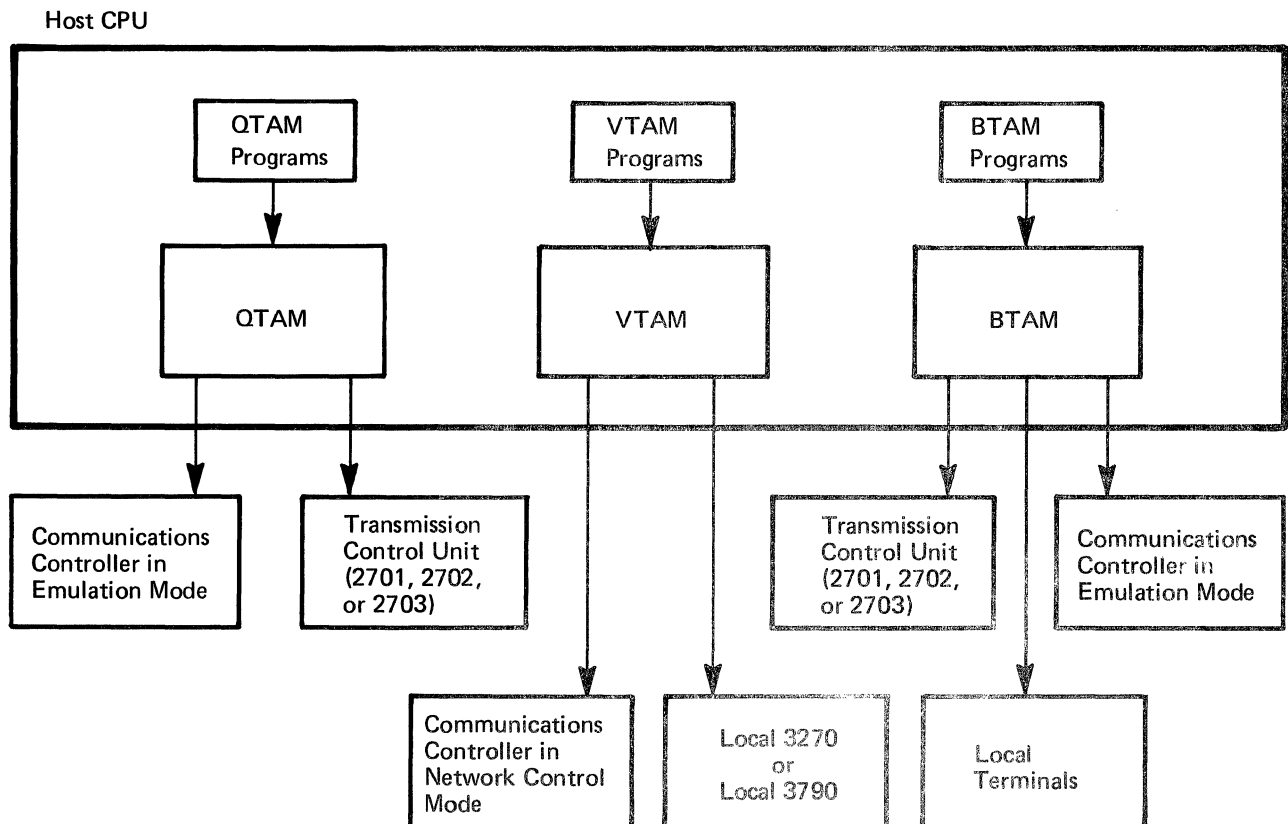 Host CPU
QTAM
Programs
VTAM
Programs
BTAM
Programs
QTAM
VTAM
BTAM
Communications
Controller in
Emulation Mode
Transmission
Control Unit
(2701, 2702,
or 2703)
Transmission
Control Unit
(2701, 2702,
or 2703)
Communications
Controller in
Emulation Mode
Communications
Controller in
Network Control
Mode
Local 3270
or
Local 3790
Local
Terminals